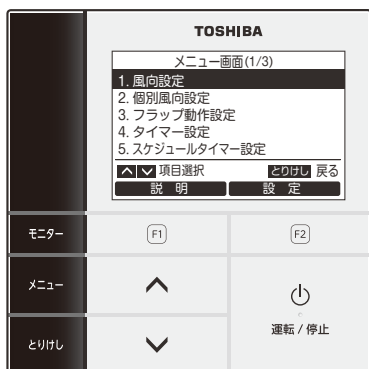 TOSHIBA
メニュー画面(1/3)
1. 風向設定
2. 個別風向設定
3. フラップ動作設定
4. タイマー設定
5. スケジュールタイマー設定
項目選択 とりけし 戻る
説 明 設 定
モニター F1 F2
メニュー
運転 / 停止
とりけし